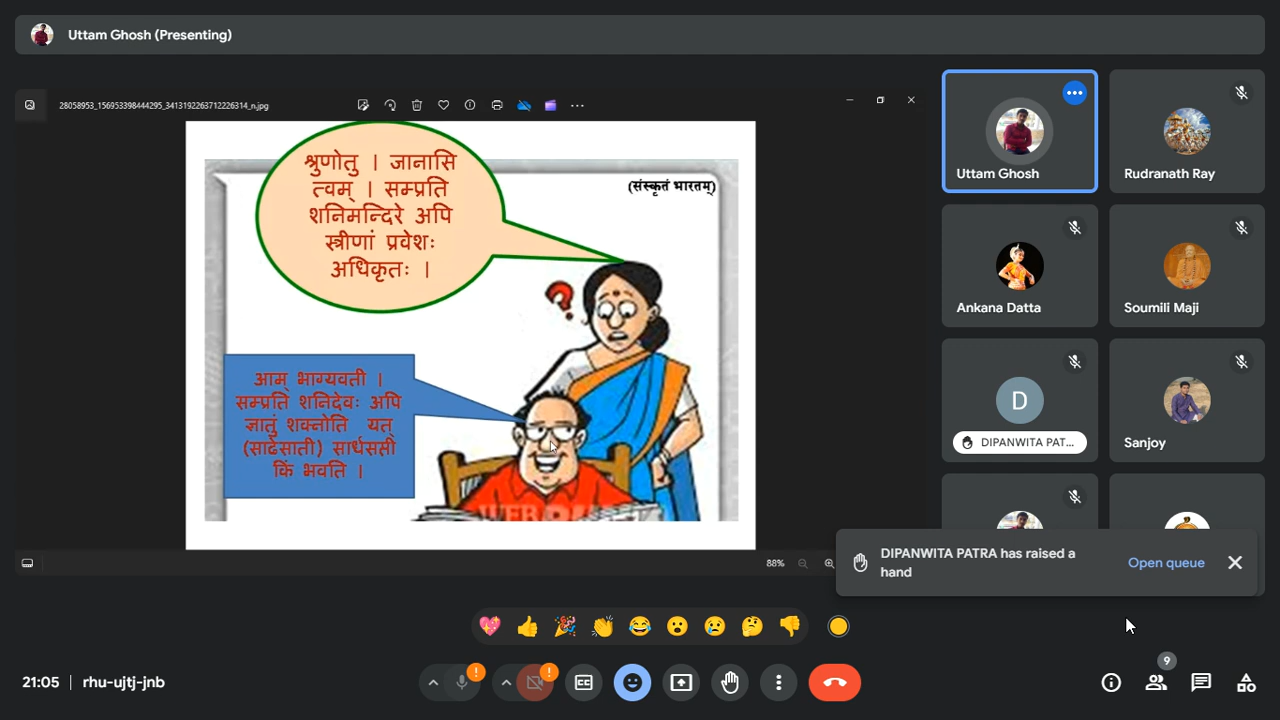 Uttam Ghosh (Presenting)
28058953_156953398444295_3413192263712226314_n.jpg
श्रुणोतु । जानासि
त्वम् । सम्प्रति
शनिमन्दिरे अपि
स्त्रीणां प्रवेशः
अधिकृतः ।
(संस्कृतं भारतम्)
आम् भाग्यवती ।
सम्प्रति शनिदेवः अपि
ज्ञातुं शक्नोति यत्
(साढेसाती) सार्धसप्ती
किं भवति ।
88%
Uttam Ghosh
Rudranath Ray
Ankana Datta
Soumili Maji
D
DIPANWITA PAT...
Sanjoy
DIPANWITA PATRA has raised a
hand
Open queue
21:05 | rhu-ujtj-jnb
9